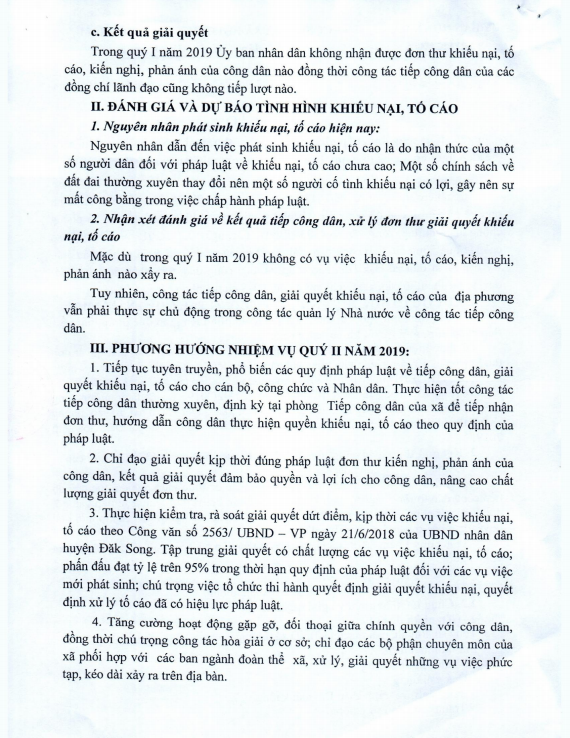 c. Kết quả giải quyết
Trong quý I năm 2019 Ủy ban nhân dân không nhận được đơn thư khiếu nại, tố
cáo, kiến nghị, phản ánh của công dân nào đồng thời công tác tiếp công dân của các
đồng chí lãnh đạo cũng không tiếp lượt nào.
II. ĐÁNH GIÁ VÀ DỰ BÁO TÌNH HÌNH KHIẾU NẠI, TỐ CÁO
1. Nguyên nhân phát sinh khiếu nại, tố cáo hiện nay:
Nguyên nhân dẫn đến việc phát sinh khiếu nại, tố cáo là do nhận thức của một
số người dân đối với pháp luật về khiếu nại, tố cáo chưa cao; Một số chính sách về
đất đai thường xuyên thay đổi nên một số người cố tình khiếu nại có lợi, gây nên sự
mất công bằng trong việc chấp hành pháp luật.
2. Nhận xét đánh giá về kết quả tiếp công dân, xử lý đơn thư giải quyết khiếu
nại, tố cáo
Mặc dù trong quý I năm 2019 không có vụ việc khiếu nại, tố cáo, kiến nghị,
phản ánh nào xẩy ra.
Tuy nhiên, công tác tiếp công dân, giải quyết khiếu nại, tố cáo của địa phương
vẫn phải thực sự chủ động trong công tác quản lý Nhà nước về công tác tiếp công
dân.
III. PHƯƠNG HƯỚNG NHIỆM VỤ QUÝ II NĂM 2019:
1. Tiếp tục tuyên truyền, phổ biến các quy định pháp luật về tiếp công dân, giải
quyết khiếu nại, tố cáo cho cán bộ, công chức và Nhân dân. Thực hiện tốt công tác
tiếp công dân thường xuyên, định kỳ tại phòng Tiếp công dân của xã để tiếp nhận
đơn thư, hướng dẫn công dân thực hiện quyền khiếu nại, tố cáo theo quy định của
pháp luật.
2. Chỉ đạo giải quyết kịp thời đúng pháp luật đơn thư kiến nghị, phản ánh của
công dân, kết quả giải quyết đảm bảo quyền và lợi ích cho công dân, nâng cao chất
lượng giải quyết đơn thư.
3. Thực hiện kiểm tra, rà soát giải quyết dứt điểm, kịp thời các vụ việc khiếu nại,
tố cáo theo Công văn số 2563/ UBND – VP ngày 21/6/2018 của UBND nhân dân
huyện Đăk Song. Tập trung giải quyết có chất lượng các vụ việc khiếu nại, tố cáo;
phấn đấu đạt tỷ lệ trên 95% trong thời hạn quy định của pháp luật đối với các vụ việc
mới phát sinh; chú trọng việc tổ chức thi hành quyết định giải quyết khiếu nại, quyết
định xử lý tố cáo đã có hiệu lực pháp luật.
4. Tăng cường hoạt động gặp gỡ, đối thoại giữa chính quyền với công dân,
đồng thời chú trọng công tác hòa giải ở cơ sở; chỉ đạo các bộ phận chuyên môn của
xã phối hợp với các ban ngành đoàn thể xã, xử lý, giải quyết những vụ việc phức
tạp, kéo dài xảy ra trên địa bàn.